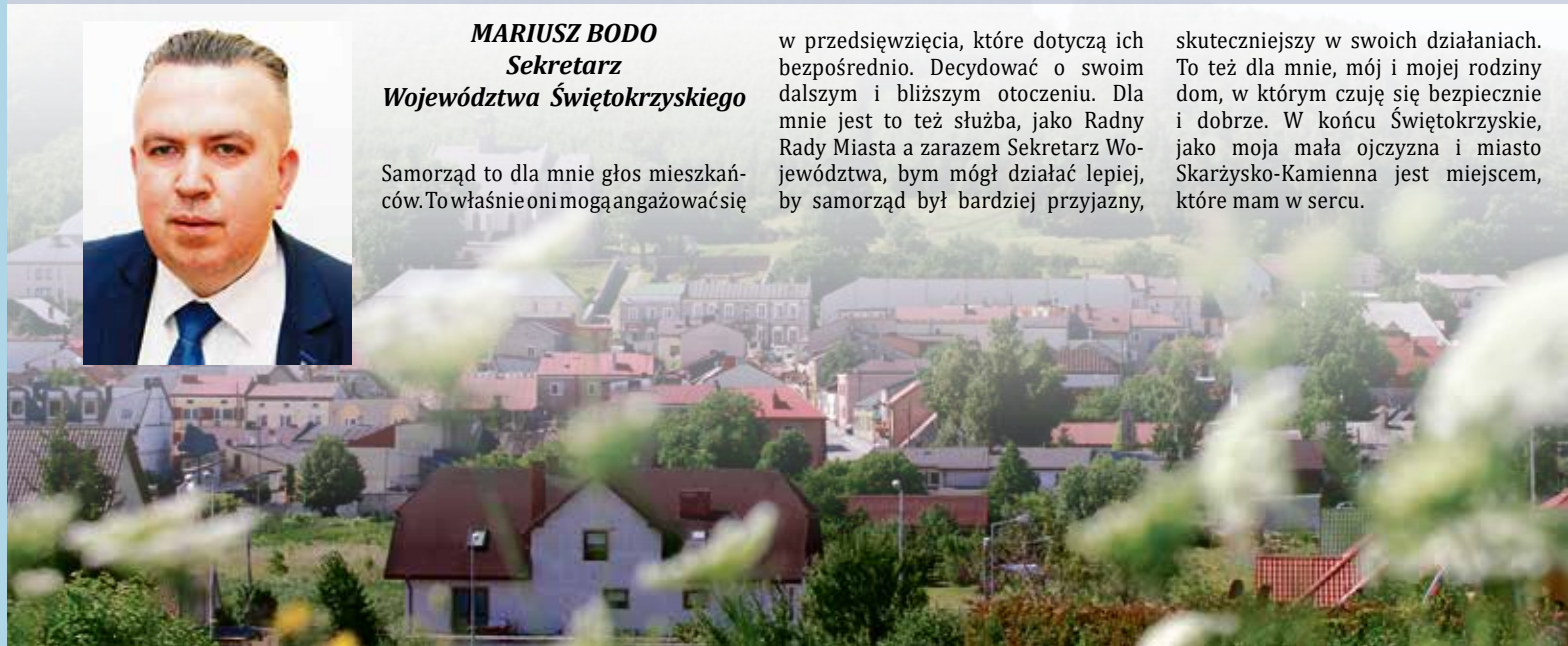 MARIUSZ BODO
Sekretarz
Województwa Świętokrzyskiego
Samorząd to dla mnie głos mieszkań-
ców. To właśnie oni mogą angażować się
w przedsięwzięcia, które dotyczą ich
bezpośrednio. Decydować o swoim
dalszym i bliższym otoczeniu. Dla
mnie jest to też służba, jako Radny
Rady Miasta a zarazem Sekretarz Wo-
jewództwa, bym mógł działać lepiej,
by samorząd był bardziej przyjazny,
skuteczniejszy w swoich działaniach.
To też dla mnie, mój i mojej rodziny
dom, w którym czuję się bezpiecznie
i dobrze. W końcu Świętokrzyskie,
jako moja mała ojczyzna i miasto
Skarżysko-Kamienna jest miejscem,
które mam w sercu.